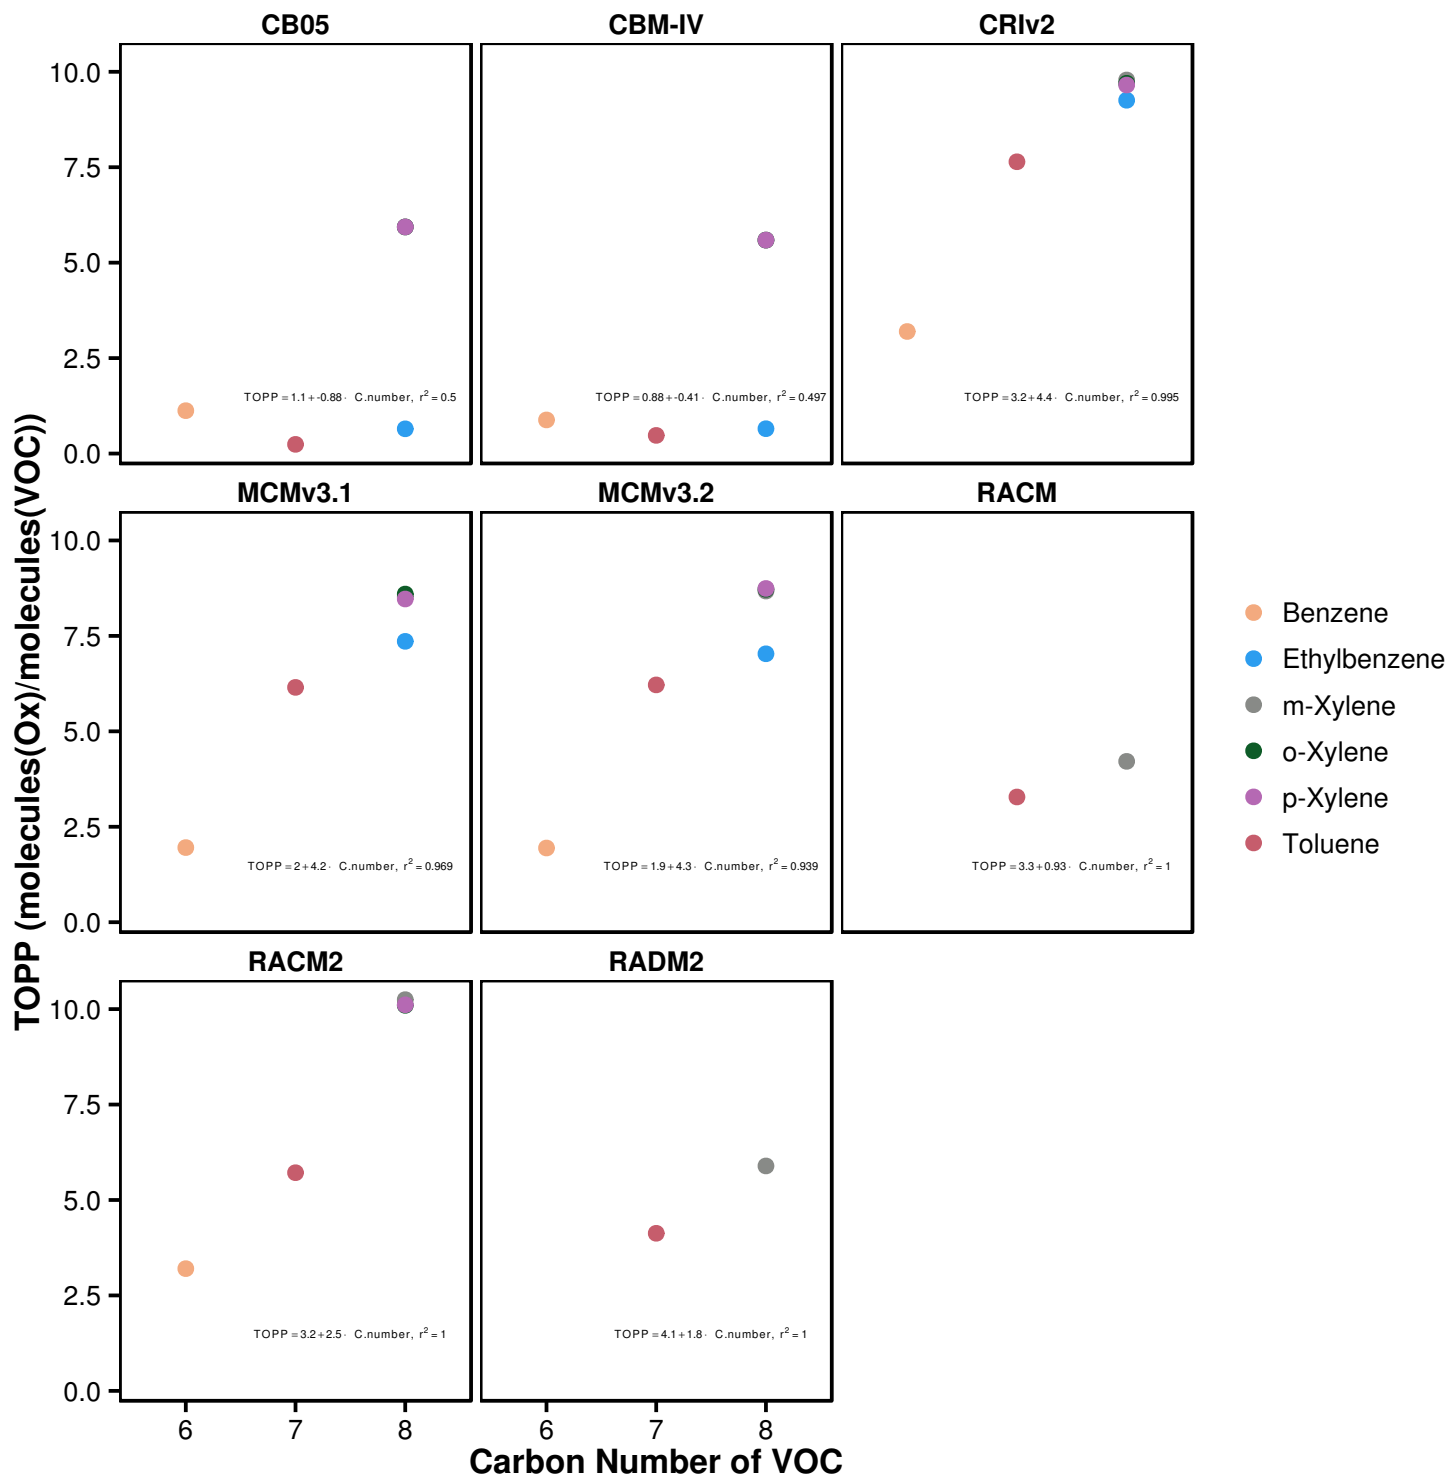 CB05
CBM-IV
CRIv2
10.0
7.5
5.0
2.5
0.0
TOPP = 1.1 + -0.88 · C.number, r² = 0.5
TOPP = 0.88 + -0.41 · C.number, r² = 0.497
TOPP = 3.2 + 4.4 · C.number, r² = 0.995
MCMv3.1
MCMv3.2
RACM
10.0
7.5
5.0
2.5
0.0
TOPP = 2 + 4.2 · C.number, r² = 0.969
TOPP = 1.9 + 4.3 · C.number, r² = 0.939
TOPP = 3.3 + 0.93 · C.number, r² = 1
RACM2
RADM2
10.0
7.5
5.0
2.5
0.0
TOPP = 3.2 + 2.5 · C.number, r² = 1
TOPP = 4.1 + 1.8 · C.number, r² = 1
6 7 8
6 7 8
Carbon Number of VOC
TOPP (molecules(Ox)/molecules(VOC))
Benzene
Ethylbenzene
m-Xylene
o-Xylene
p-Xylene
Toluene